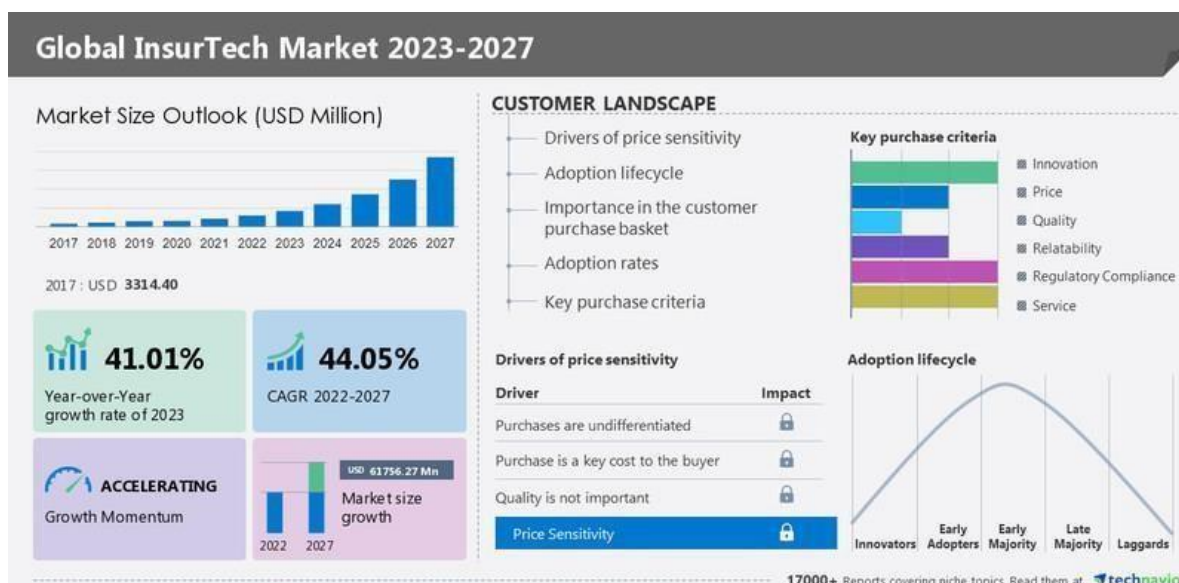 Global InsurTech Market 2023-2027
Market Size Outlook (USD Million)
2017 2018 2019 2020 2021 2022 2023 2024 2025 2026 2027
2017 : USD 3314.40
41.01%
Year-over-Year
growth rate of 2023
44.05%
CAGR 2022-2027
ACCELERATING
Growth Momentum
USD 61756.27 Mn
Market size
growth
2022 2027
CUSTOMER LANDSCAPE
Drivers of price sensitivity
Adoption lifecycle
Importance in the customer
purchase basket
Adoption rates
Key purchase criteria
Key purchase criteria
Innovation
Price
Quality
Relatability
Regulatory Compliance
Service
Drivers of price sensitivity
Driver Impact
Purchases are undifferentiated
Purchase is a key cost to the buyer
Quality is not important
Price Sensitivity
Adoption lifecycle
Innovators
Early
Adopters
Early
Majority
Late
Majority
Laggards
17000+ Reports covering niche topics. Read them at technavio